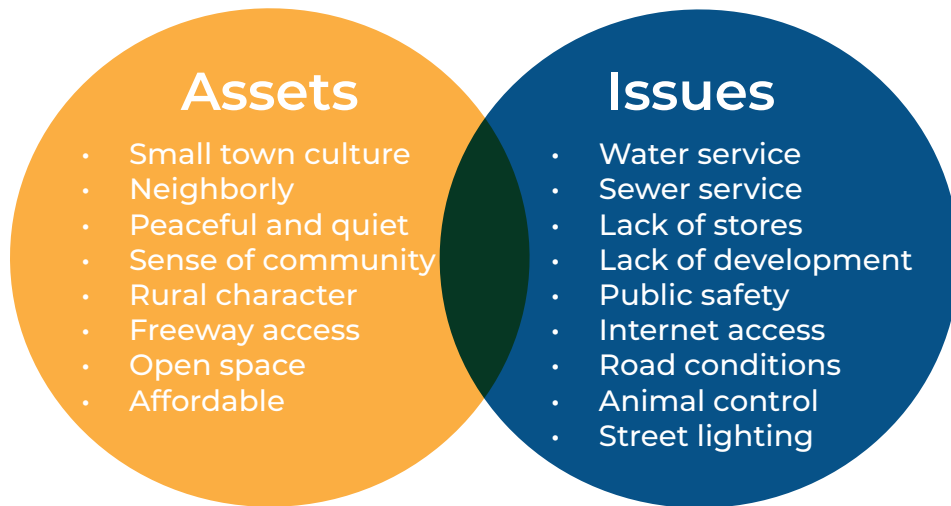 Assets
• Small town culture
• Neighborly
• Peaceful and quiet
• Sense of community
• Rural character
• Freeway access
• Open space
• Affordable
Issues
• Water service
• Sewer service
• Lack of stores
• Lack of development
• Public safety
• Internet access
• Road conditions
• Animal control
• Street lighting